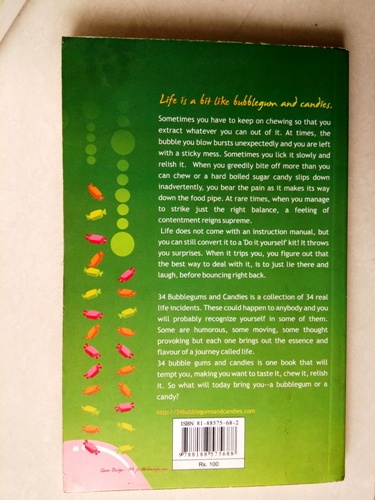 Life is a bit like bubblegum and candies.
Sometimes you have to keep on chewing so that you
extract whatever you can out of it. At times, the
bubble you blow bursts unexpectedly and you are left
with a sticky mess. Sometimes you lick it slowly and
relish it. When you greedily bite off more than you
can chew or a hard boiled sugar candy slips down
inadvertently, you bear the pain as it makes its way
down the food pipe. At rare times, when you manage
to strike just the right balance, a feeling of
contentment reigns supreme.
Life does not come with an instruction manual, but
you can still convert it to a 'Do it yourself' kit! It throws
you surprises. When it trips you, you figure out that
the best way to deal with it, is to just lie there and
laugh, before bouncing right back.
34 Bubblegums and Candies is a collection of 34 real
life incidents. These could happen to anybody and you
will probably recognize yourself in some of them.
Some are humorous, some moving, some thought
provoking but each one brings out the essence and
flavour of a journey called life.
34 bubble gums and candies is one book that will
tempt you, making you want to taste it, chew it, relish
it. So what will today bring you--a bubblegum or a
candy?
http://34bubblegumsandcandies.com
ISBN 81-88575-68-2
9788188575688
Rs. 100
Cover Design: